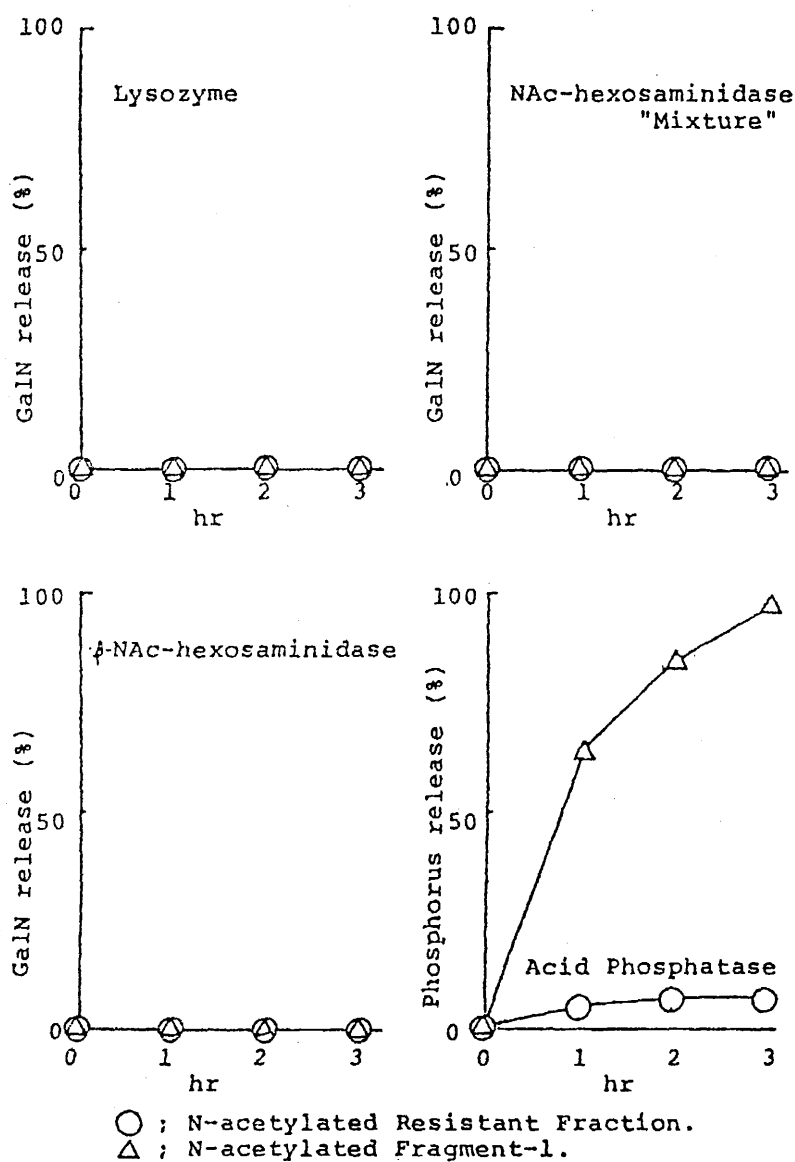 100
Lysozyme
GalN release (%)
50
0
0 1 2 3
hr
100
NAc-hexosaminidase
"Mixture"
GalN release (%)
50
0
0 1 2 3
hr
100
β-NAc-hexosaminidase
GalN release (%)
50
0
0 1 2 3
hr
100
Phosphorus release (%)
50
Acid Phosphatase
0
0 1 2 3
hr
○ ; N-acetylated Resistant Fraction.
△ ; N-acetylated Fragment-1.